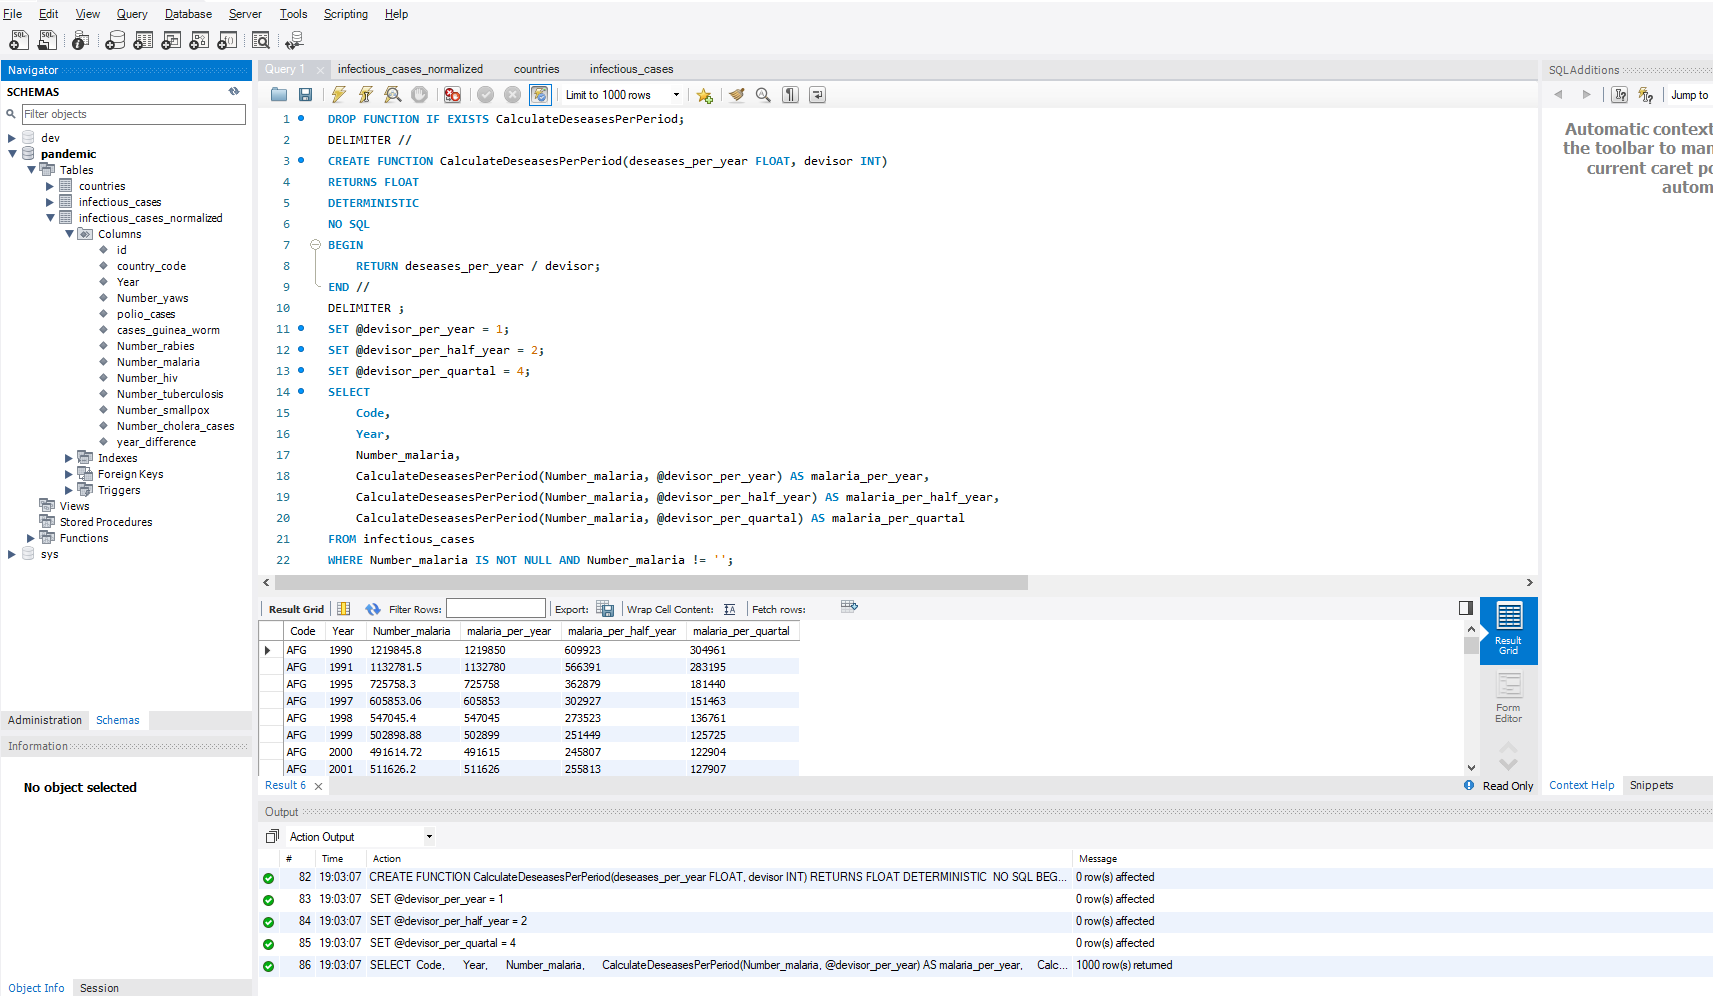 File Edit View Query Database Server Tools Scripting Help
Navigator
SCHEMAS
Filter objects
dev
pandemic
Tables
countries
infectious_cases
infectious_cases_normalized
Columns
id
country_code
Year
Number_yaws
polio_cases
cases_guinea_worm
Number_rabies
Number_malaria
Number_hiv
Number_tuberculosis
Number_smallpox
Number_cholera_cases
year_difference
Indexes
Foreign Keys
Triggers
Views
Stored Procedures
Functions
sys
Administration Schemas
Information
No object selected
Object Info Session
Query 1 infectious_cases_normalized countries infectious_cases
Limit to 1000 rows
1 DROP FUNCTION IF EXISTS CalculateDeseasesPerPeriod;
2 DELIMITER //
3 CREATE FUNCTION CalculateDeseasesPerPeriod(deseases_per_year FLOAT, devisor INT)
4 RETURNS FLOAT
5 DETERMINISTIC
6 NO SQL
7 BEGIN
8 RETURN deseases_per_year / devisor;
9 END //
10 DELIMITER ;
11 SET @devisor_per_year = 1;
12 SET @devisor_per_half_year = 2;
13 SET @devisor_per_quartal = 4;
14 SELECT
15 Code,
16 Year,
17 Number_malaria,
18 CalculateDeseasesPerPeriod(Number_malaria, @devisor_per_year) AS malaria_per_year,
19 CalculateDeseasesPerPeriod(Number_malaria, @devisor_per_half_year) AS malaria_per_half_year,
20 CalculateDeseasesPerPeriod(Number_malaria, @devisor_per_quartal) AS malaria_per_quartal
21 FROM infectious_cases
22 WHERE Number_malaria IS NOT NULL AND Number_malaria != '';
Result Grid Filter Rows: Export: Wrap Cell Content: Fetch rows:
Code Year Number_malaria malaria_per_year malaria_per_half_year malaria_per_quartal
AFG 1990 1219845.8 1219850 609923 304961
AFG 1991 1132781.5 1132780 566391 283195
AFG 1995 725758.3 725758 362879 181440
AFG 1997 605853.06 605853 302927 151463
AFG 1998 547045.4 547045 273523 136761
AFG 1999 502898.88 502899 251449 125725
AFG 2000 491614.72 491615 245807 122904
AFG 2001 511626.2 511626 255813 127907
Result Grid
Form Editor
Result 6 Read Only
Output
Action Output
# Time Action Message
82 19:03:07 CREATE FUNCTION CalculateDeseasesPerPeriod(deseases_per_year FLOAT, devisor INT) RETURNS FLOAT DETERMINISTIC NO SQL BEG... 0 row(s) affected
83 19:03:07 SET @devisor_per_year = 1 0 row(s) affected
84 19:03:07 SET @devisor_per_half_year = 2 0 row(s) affected
85 19:03:07 SET @devisor_per_quartal = 4 0 row(s) affected
86 19:03:07 SELECT Code, Year, Number_malaria, CalculateDeseasesPerPeriod(Number_malaria, @devisor_per_year) AS malaria_per_year, Calc... 1000 row(s) returned
SQLAdditions
Jump to
Automatic context
the toolbar to man
current caret po
autom
Context Help Snippets